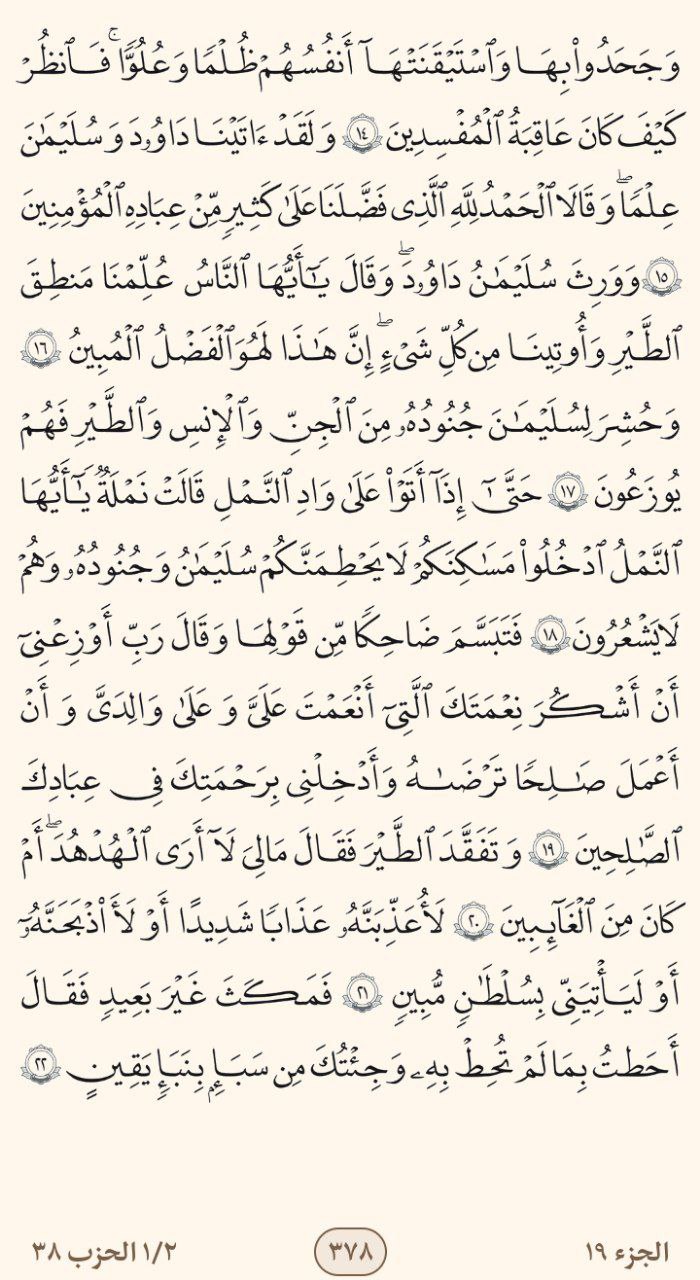 وَجَحَدُوا۟ بِهَا وَٱسْتَيْقَنَتْهَآ أَنفُسُهُمْ ظُلْمًا وَعُلُوًّا ۚ فَٱنظُرْ
كَيْفَ كَانَ عَاقِبَةُ ٱلْمُفْسِدِينَ ١٤ وَلَقَدْ ءَاتَيْنَا دَاوُۥدَ وَسُلَيْمَٰنَ
عِلْمًا ۖ وَقَالَا ٱلْحَمْدُ لِلَّهِ ٱلَّذِى فَضَّلَنَا عَلَىٰ كَثِيرٍ مِّنْ عِبَادِهِ ٱلْمُؤْمِنِينَ
١٥ وَوَرِثَ سُلَيْمَٰنُ دَاوُۥدَ ۖ وَقَالَ يَٰٓأَيُّهَا ٱلنَّاسُ عُلِّمْنَا مَنطِقَ
ٱلطَّيْرِ وَأُوتِينَا مِن كُلِّ شَىْءٍ ۖ إِنَّ هَٰذَا لَهُوَ ٱلْفَضْلُ ٱلْمُبِينُ ١٦
وَحُشِرَ لِسُلَيْمَٰنَ جُنُودُهُۥ مِنَ ٱلْجِنِّ وَٱلْإِنسِ وَٱلطَّيْرِ فَهُمْ
يُوزَعُونَ ١٧ حَتَّىٰٓ إِذَآ أَتَوْا۟ عَلَىٰ وَادِ ٱلنَّمْلِ قَالَتْ نَمْلَةٌ يَٰٓأَيُّهَا
ٱلنَّمْلُ ٱدْخُلُوا۟ مَسَٰكِنَكُمْ لَا يَحْطِمَنَّكُمْ سُلَيْمَٰنُ وَجُنُودُهُۥ وَهُمْ
لَا يَشْعُرُونَ ١٨ فَتَبَسَّمَ ضَاحِكًا مِّن قَوْلِهَا وَقَالَ رَبِّ أَوْزِعْنِىٓ
أَنْ أَشْكُرَ نِعْمَتَكَ ٱلَّتِىٓ أَنْعَمْتَ عَلَىَّ وَعَلَىٰ وَٰلِدَىَّ وَأَنْ
أَعْمَلَ صَٰلِحًا تَرْضَىٰهُ وَأَدْخِلْنِى بِرَحْمَتِكَ فِى عِبَادِكَ
ٱلصَّٰلِحِينَ ١٩ وَتَفَقَّدَ ٱلطَّيْرَ فَقَالَ مَالِىَ لَآ أَرَى ٱلْهُدْهُدَ ۖ أَمْ
كَانَ مِنَ ٱلْغَآئِبِينَ ٢٠ لَأُعَذِّبَنَّهُۥ عَذَابًا شَدِيدًا أَوْ لَأَا۟ذْبَحَنَّهُۥٓ
أَوْ لَيَأْتِيَنِّى بِسُلْطَٰنٍ مُّبِينٍ ٢١ فَمَكَثَ غَيْرَ بَعِيدٍ فَقَالَ
أَحَطتُ بِمَا لَمْ تُحِطْ بِهِۦ وَجِئْتُكَ مِن سَبَإٍۭ بِنَبَإٍ يَقِينٍ ٢٢
الجزء ١٩ ٣٧٨ ١/٢ الحزب ٣٨